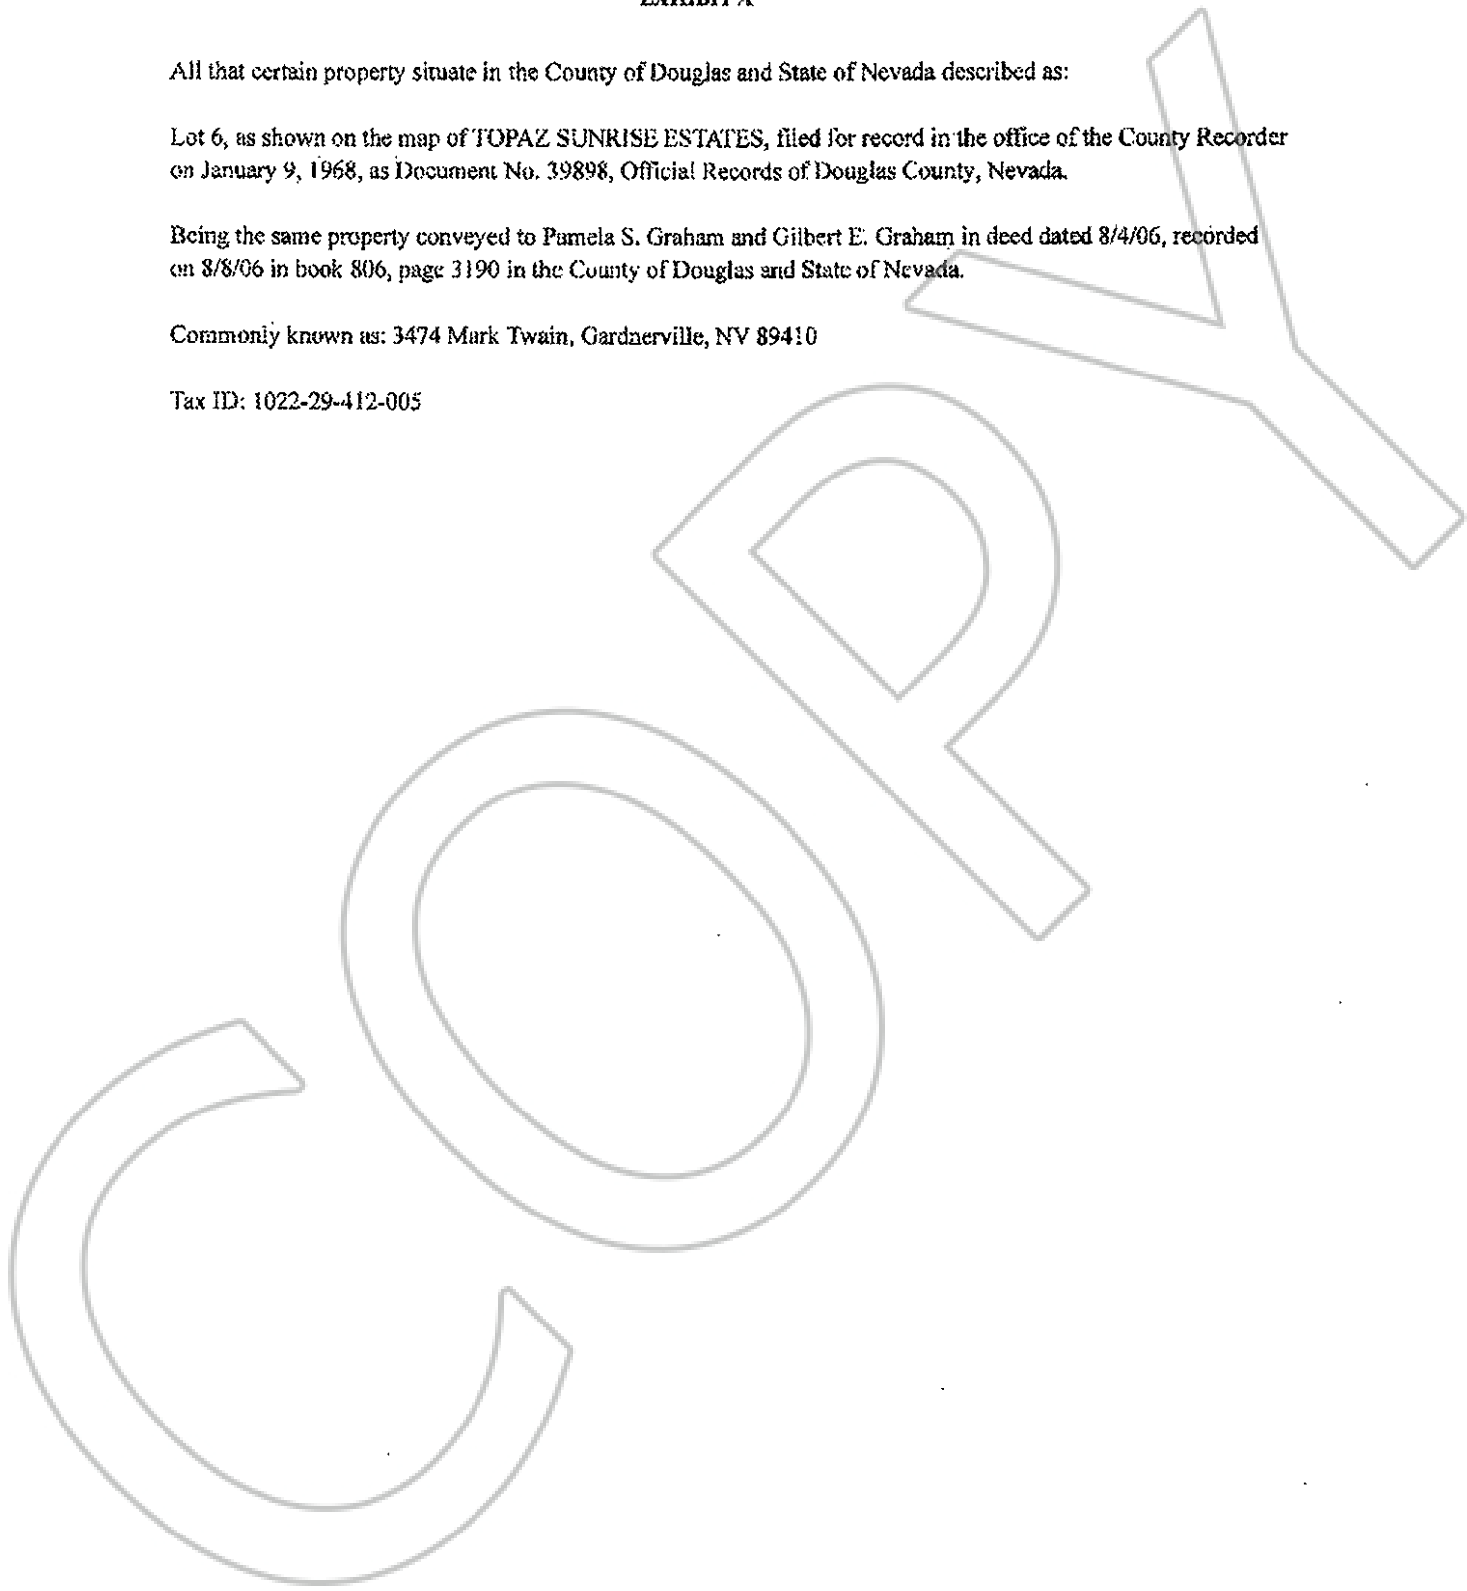 EXHIBIT A
All that certain property situate in the County of Douglas and State of Nevada described as:
Lot 6, as shown on the map of TOPAZ SUNRISE ESTATES, filed for record in the office of the County Recorder
on January 9, 1968, as Document No. 39898, Official Records of Douglas County, Nevada.
Being the same property conveyed to Pamela S. Graham and Gilbert E. Graham in deed dated 8/4/06, recorded
on 8/8/06 in book 806, page 3190 in the County of Douglas and State of Nevada.
Commonly known as: 3474 Mark Twain, Gardnerville, NV 89410
Tax ID: 1022-29-412-005
COPY